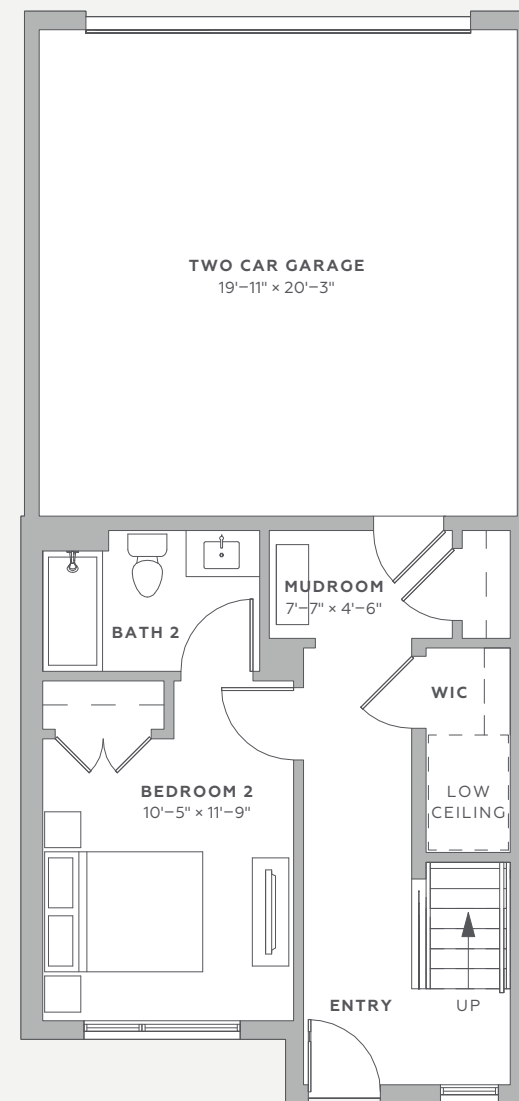 TWO CAR GARAGE
19'–11" × 20'–3"
MUDROOM
7'–7" × 4'–6"
BATH 2
WIC
BEDROOM 2
10'–5" × 11'–9"
LOW
CEILING
ENTRY
UP